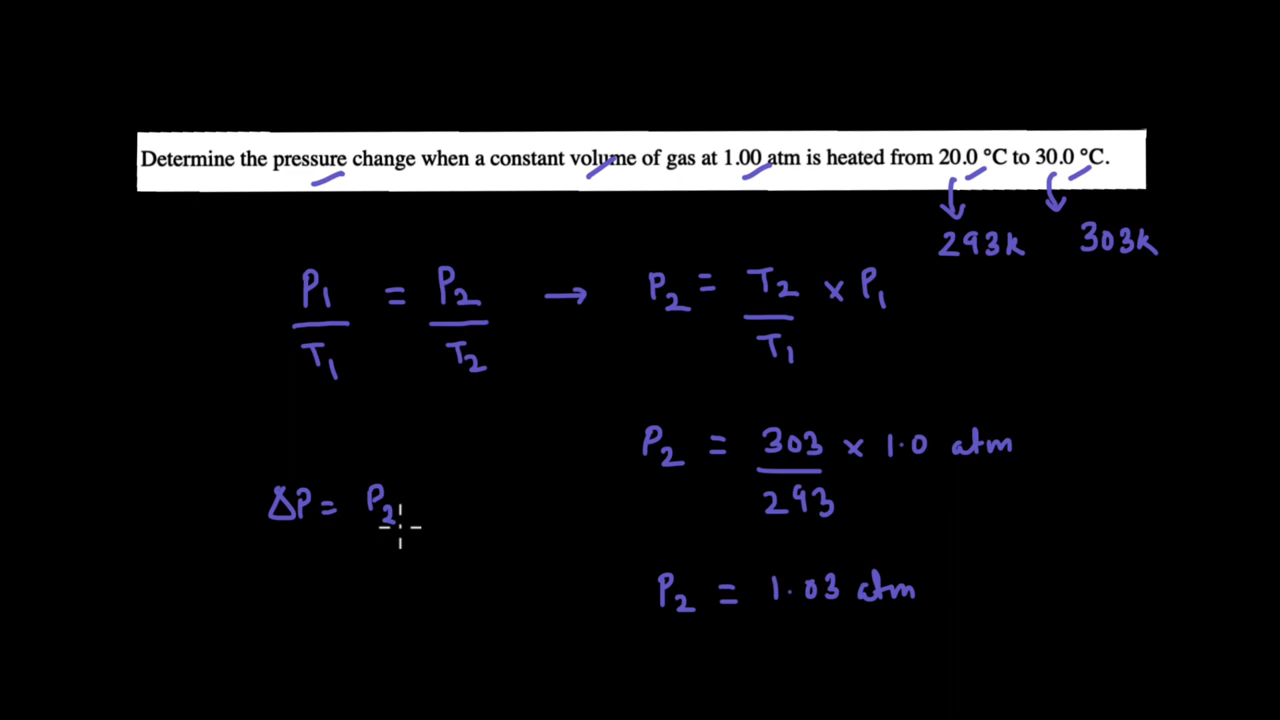 Determine the pressure change when a constant volume of gas at 1.00 atm is heated from 20.0 °C to 30.0 °C.
293k 303k
P₁/T₁ = P₂/T₂ → P₂ = T₂/T₁ × P₁
P₂ = 303/293 × 1.0 atm
ΔP = P₂
P₂ = 1.03 atm